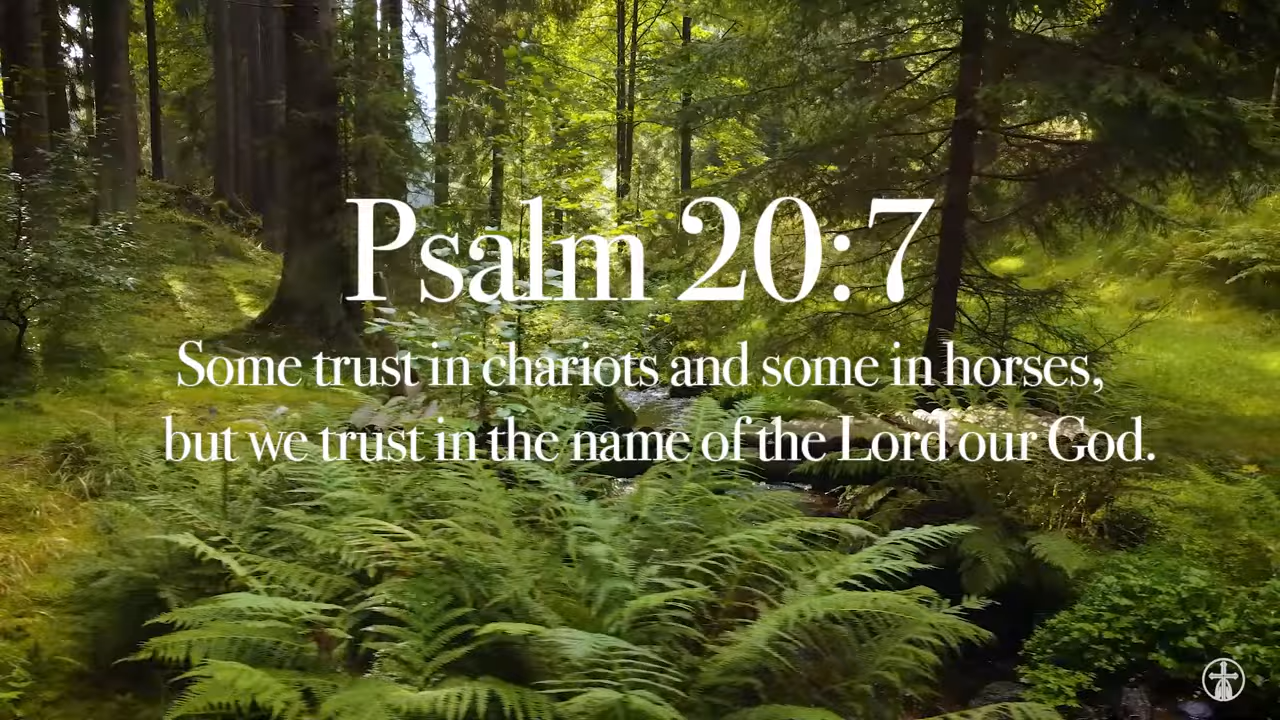 Psalm 20:7
Some trust in chariots and some in horses,
but we trust in the name of the Lord our God.